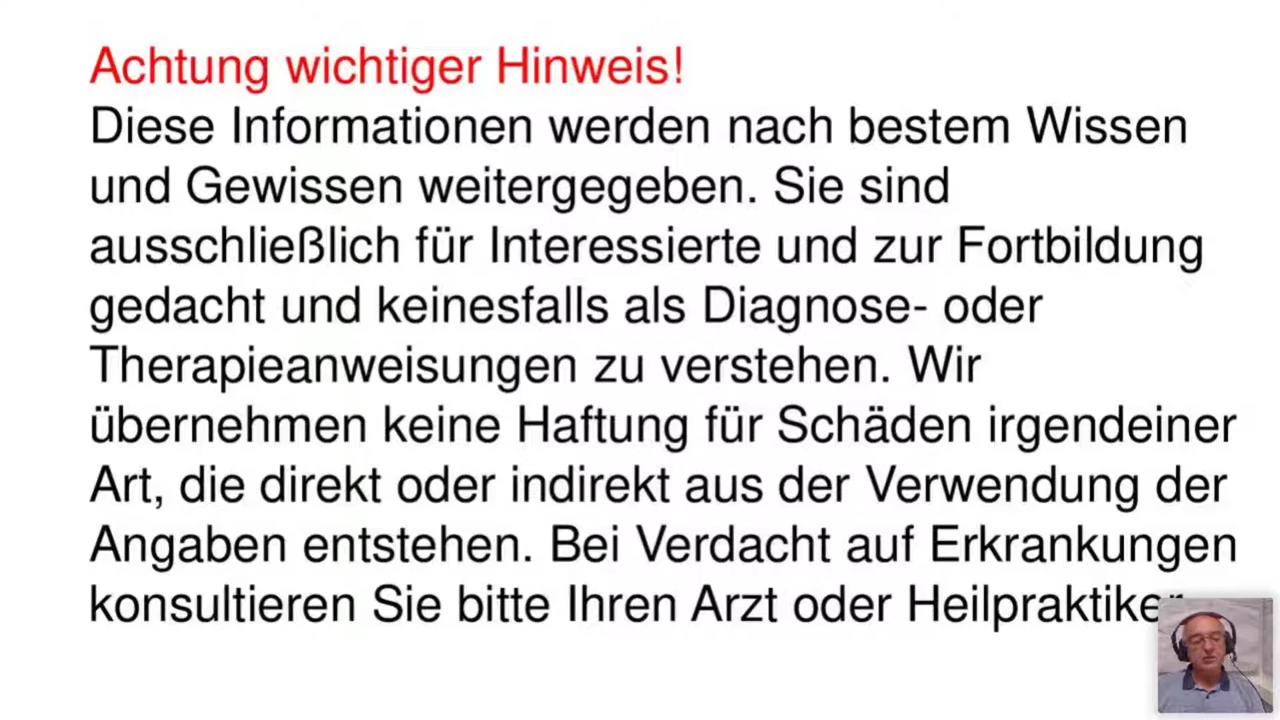 Achtung wichtiger Hinweis!
Diese Informationen werden nach bestem Wissen
und Gewissen weitergegeben. Sie sind
ausschließlich für Interessierte und zur Fortbildung
gedacht und keinesfalls als Diagnose- oder
Therapieanweisungen zu verstehen. Wir
übernehmen keine Haftung für Schäden irgendeiner
Art, die direkt oder indirekt aus der Verwendung der
Angaben entstehen. Bei Verdacht auf Erkrankungen
konsultieren Sie bitte Ihren Arzt oder Heilpraktiker